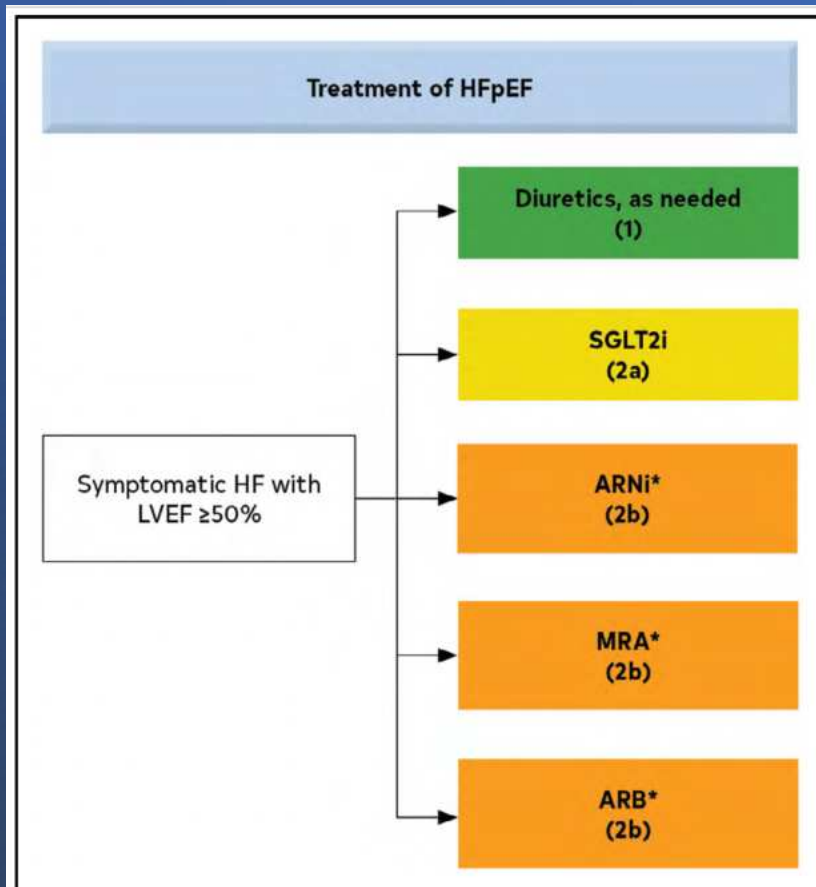 Treatment of HFpEF
Symptomatic HF with
LVEF ≥50%
Diuretics, as needed
(1)
SGLT2i
(2a)
ARNi*
(2b)
MRA*
(2b)
ARB*
(2b)